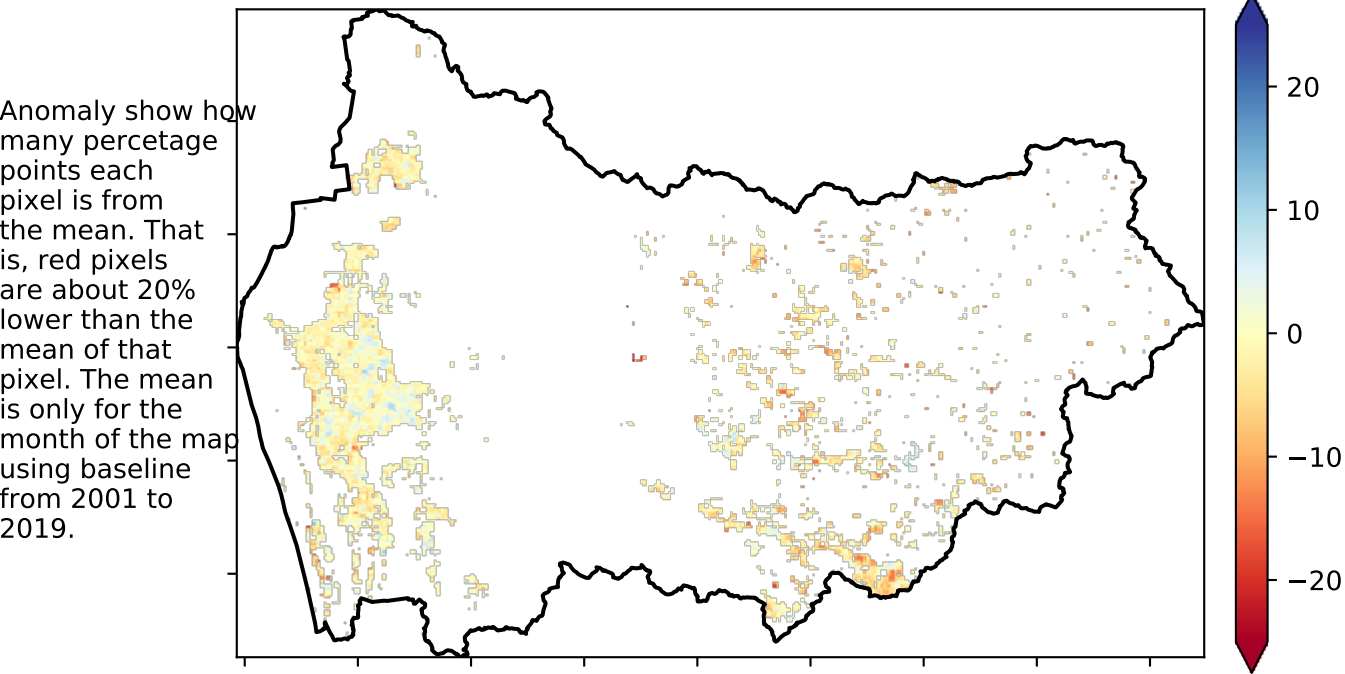 Anomaly show how
many percetage
points each
pixel is from
the mean. That
is, red pixels
are about 20%
lower than the
mean of that
pixel. The mean
is only for the
month of the map
using baseline
from 2001 to
2019.
20
10
0
−10
−20